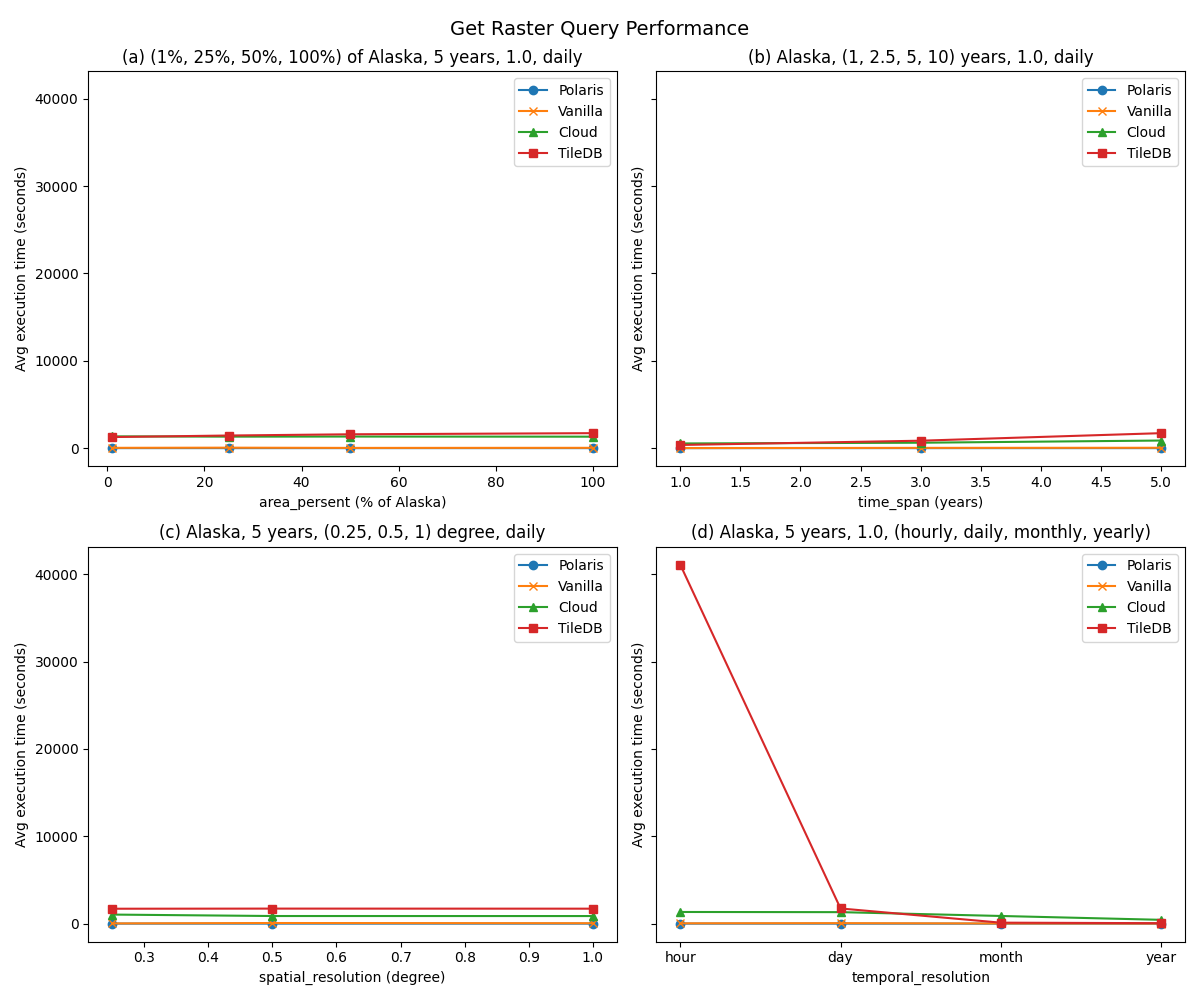 Get Raster Query Performance
(a) (1%, 25%, 50%, 100%) of Alaska, 5 years, 1.0, daily
Avg execution time (seconds)
40000
30000
20000
10000
0
Polaris
Vanilla
Cloud
TileDB
0 20 40 60 80 100
area_persent (% of Alaska)
(b) Alaska, (1, 2.5, 5, 10) years, 1.0, daily
Avg execution time (seconds)
Polaris
Vanilla
Cloud
TileDB
1.0 1.5 2.0 2.5 3.0 3.5 4.0 4.5 5.0
time_span (years)
(c) Alaska, 5 years, (0.25, 0.5, 1) degree, daily
Avg execution time (seconds)
40000
30000
20000
10000
0
Polaris
Vanilla
Cloud
TileDB
0.3 0.4 0.5 0.6 0.7 0.8 0.9 1.0
spatial_resolution (degree)
(d) Alaska, 5 years, 1.0, (hourly, daily, monthly, yearly)
Avg execution time (seconds)
Polaris
Vanilla
Cloud
TileDB
hour day month year
temporal_resolution